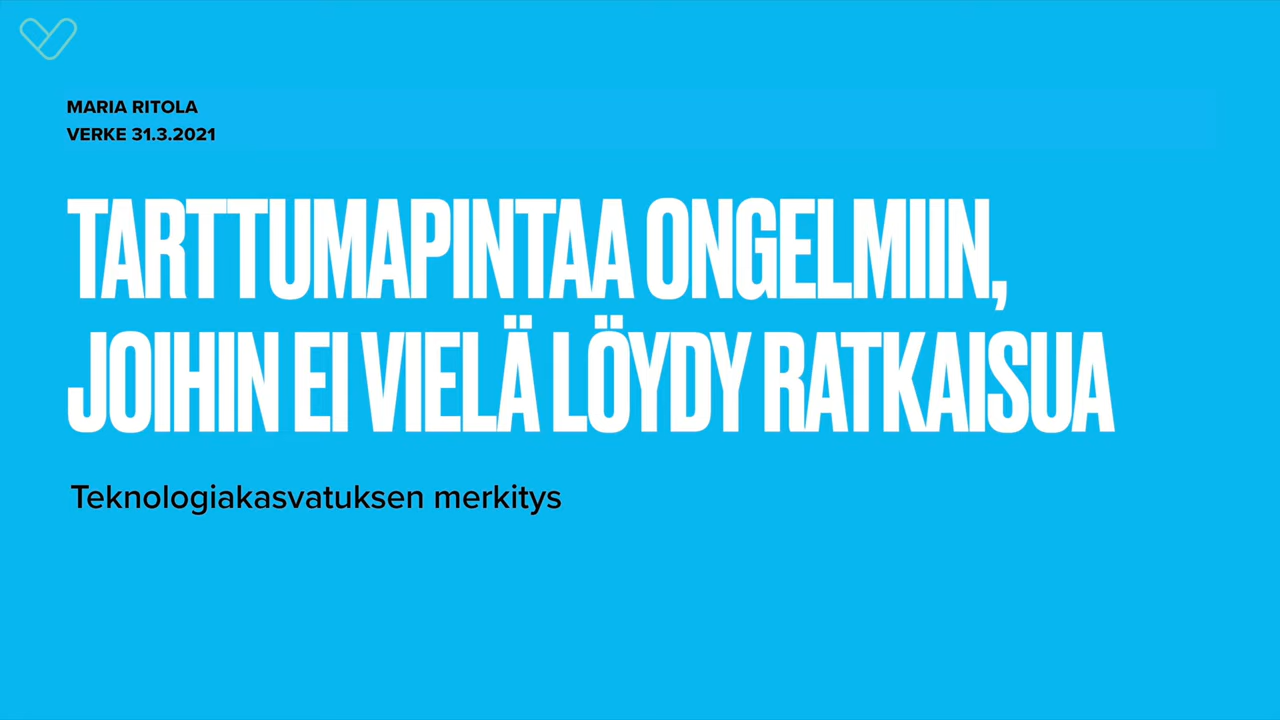 MARIA RITOLA
VERKE 31.3.2021
TARTTUMAPINTAA ONGELMIIN,
JOIHIN EI VIELÄ LÖYDY RATKAISUA
Teknologiakasvatuksen merkitys